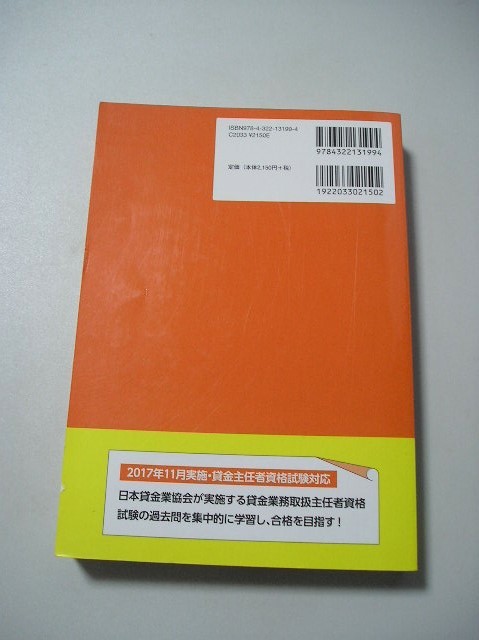 ISBN978-4-322-13199-4
C2033 ¥2150E
9784322131994
定価（本体2,150円＋税）
1922033021502
2017年11月実施・貸金主任者資格試験対応
日本貸金業協会が実施する貸金業務取扱主任者資格
試験の過去問を集中的に学習し、合格を目指す！